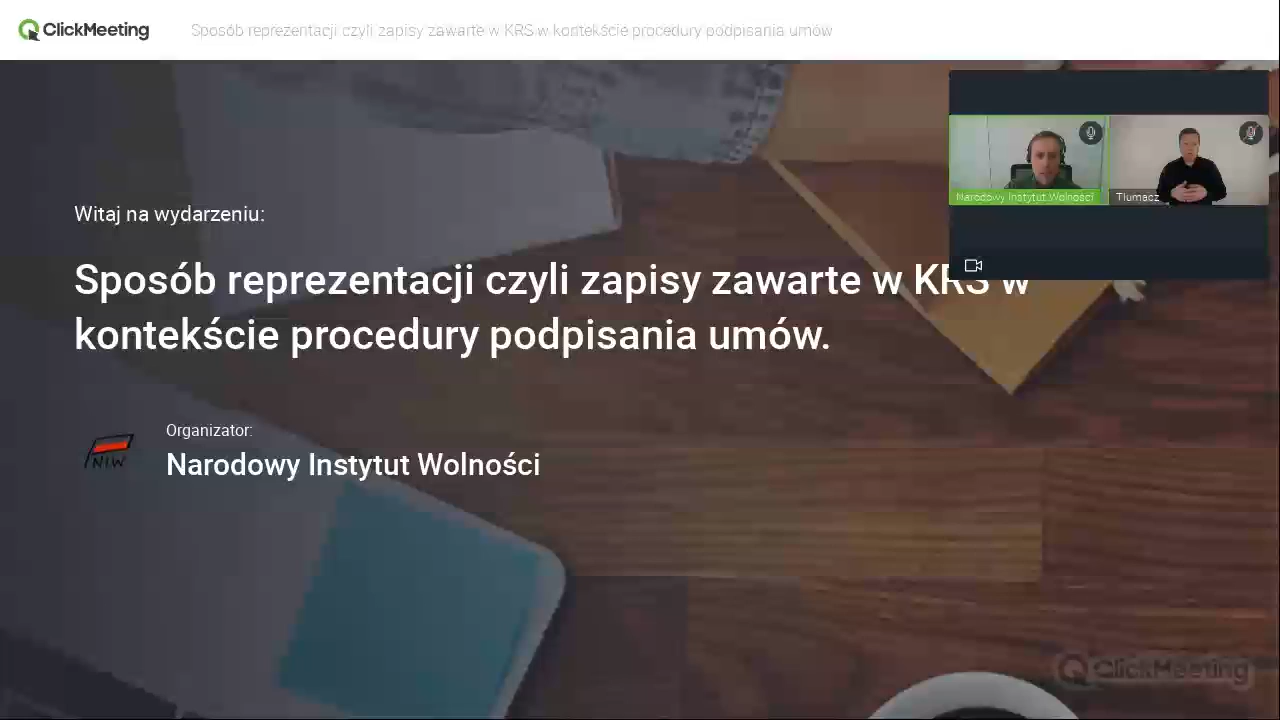 ClickMeeting
Sposób reprezentacji czyli zapisy zawarte w KRS w kontekście procedury podpisania umów
Narodowy Instytut Wolności
Tłumacz
Witaj na wydarzeniu:
Sposób reprezentacji czyli zapisy zawarte w KRS w
kontekście procedury podpisania umów.
Organizator:
NIW
Narodowy Instytut Wolności
ClickMeeting